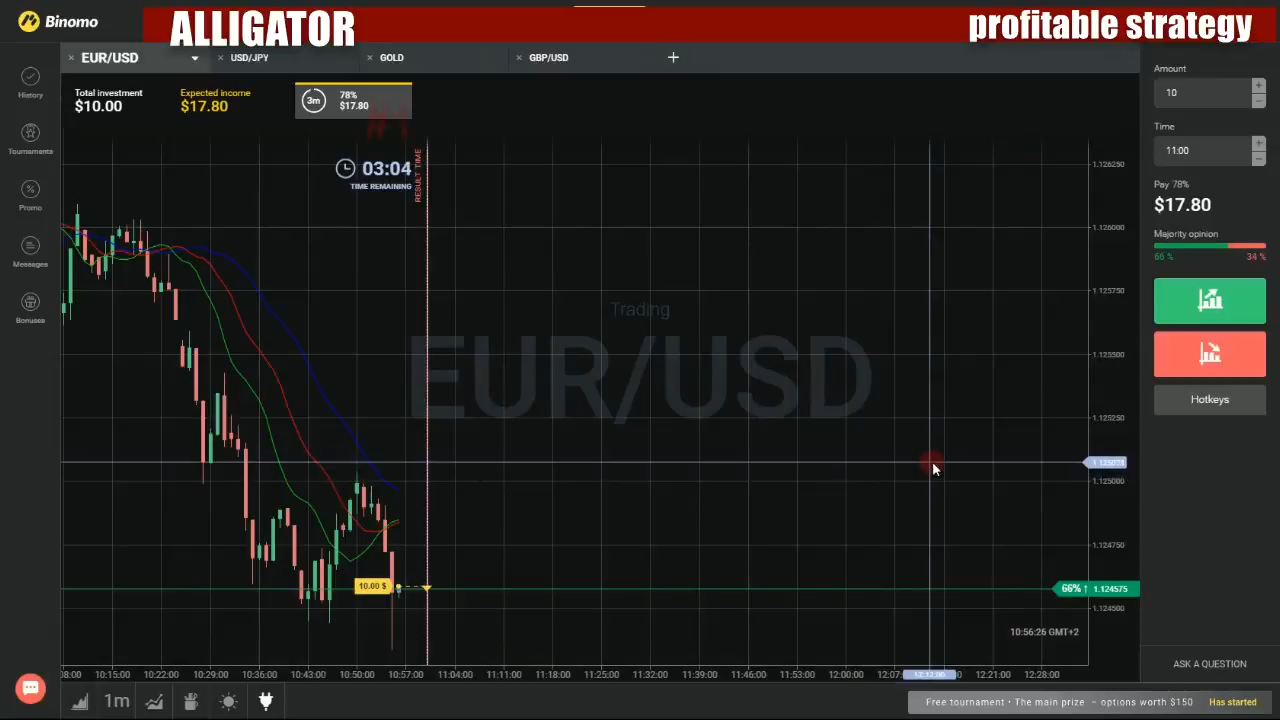 Binomo
ALLIGATOR
profitable strategy
EUR/USD
USD/JPY
GOLD
GBP/USD
History
Tournaments
Promo
Messages
Bonuses
Total investment
$10.00
Expected income
$17.80
3m
78%
$17.80
#1
03:04
TIME REMAINING
RESULT TIME
Trading
EUR/USD
10.00 $
1.126250
1.126000
1.125750
1.125500
1.125250
1.125000
1.124750
66% ↑ 1.124575
1.124500
10:56:26 GMT+2
10:15:00 10:22:00 10:29:00 10:36:00 10:43:00 10:50:00 10:57:00 11:04:00 11:11:00 11:18:00 11:25:00 11:32:00 11:39:00 11:46:00 11:53:00 12:00:00 12:21:00 12:28:00
1m
Amount
10
Time
11:00
Pay 78%
$17.80
Majority opinion
66 % 34 %
Hotkeys
ASK A QUESTION
Free tournament • The main prize – options worth $150 Has started